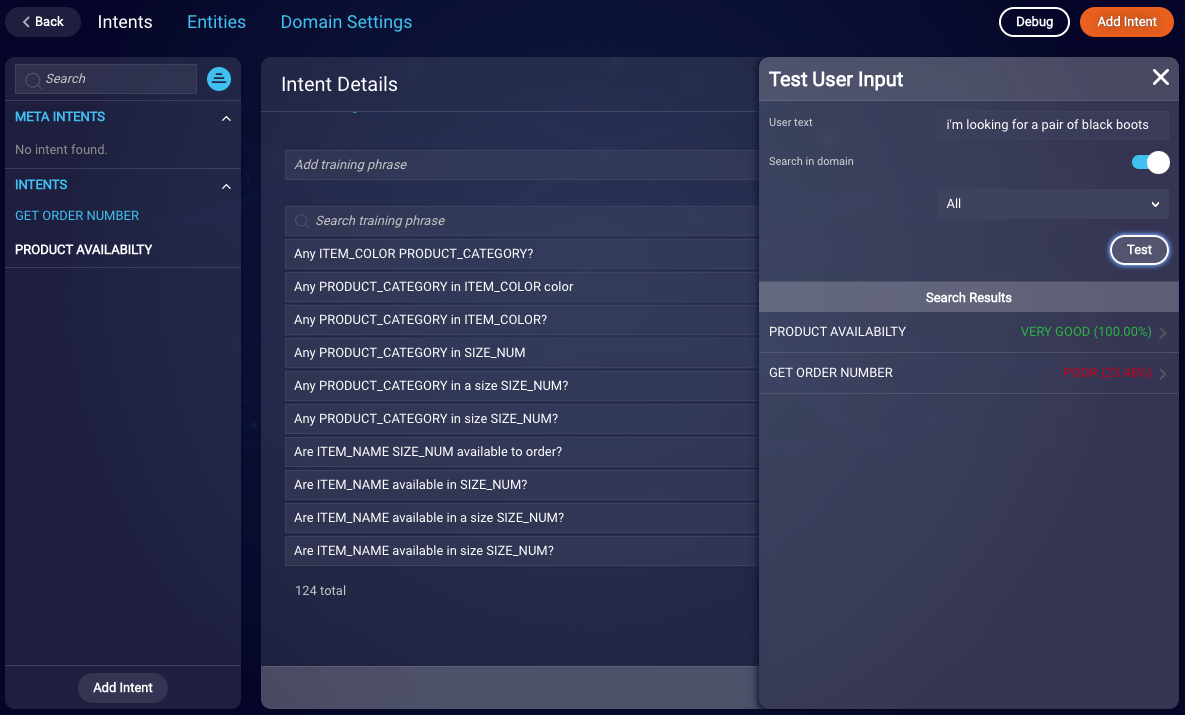 Back
Intents
Entities
Domain Settings
Debug
Add Intent
Search
META INTENTS
No intent found.
INTENTS
GET ORDER NUMBER
PRODUCT AVAILABILTY
Add Intent
Intent Details
Add training phrase
Search training phrase
Any ITEM_COLOR PRODUCT_CATEGORY?
Any PRODUCT_CATEGORY in ITEM_COLOR color
Any PRODUCT_CATEGORY in ITEM_COLOR?
Any PRODUCT_CATEGORY in SIZE_NUM
Any PRODUCT_CATEGORY in a size SIZE_NUM?
Any PRODUCT_CATEGORY in size SIZE_NUM?
Are ITEM_NAME SIZE_NUM available to order?
Are ITEM_NAME available in SIZE_NUM?
Are ITEM_NAME available in a size SIZE_NUM?
Are ITEM_NAME available in size SIZE_NUM?
124 total
Test User Input
User text
i'm looking for a pair of black boots
Search in domain
All
Test
Search Results
PRODUCT AVAILABILTY VERY GOOD (100.00%)
GET ORDER NUMBER POOR (23.48%)